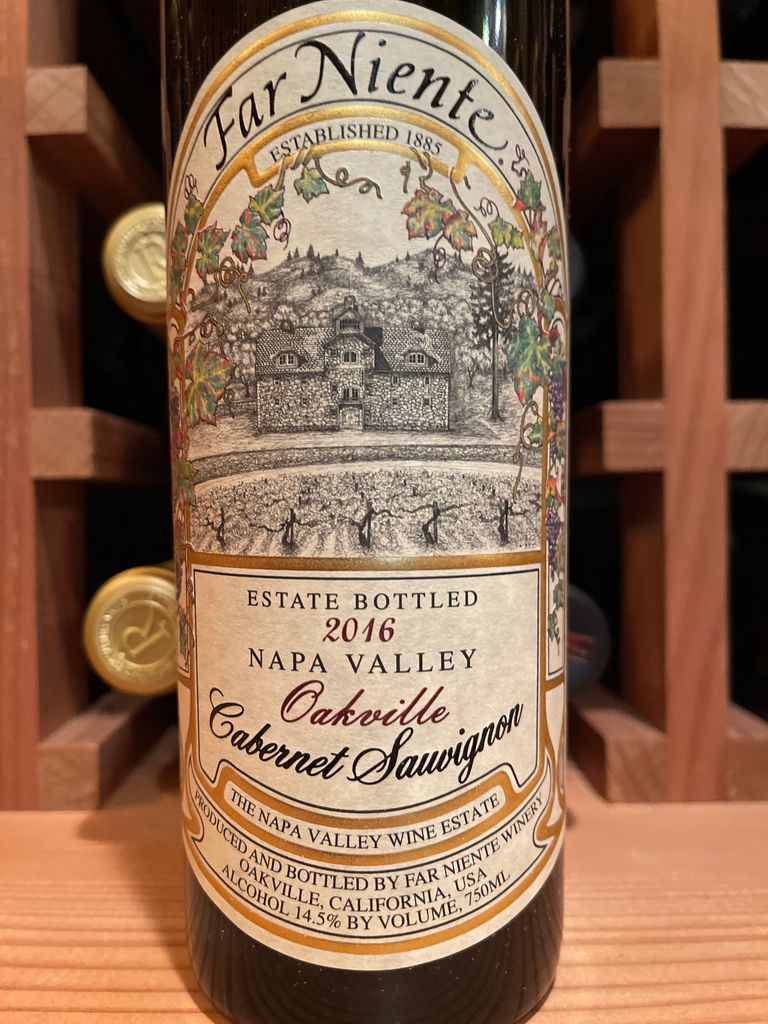 Far Niente.
ESTABLISHED 1885
ESTATE BOTTLED
2016
NAPA VALLEY
Oakville
Cabernet Sauvignon
THE NAPA VALLEY WINE ESTATE
PRODUCED AND BOTTLED BY FAR NIENTE WINERY
OAKVILLE, CALIFORNIA, USA
ALCOHOL 14.5% BY VOLUME, 750ML
R
R